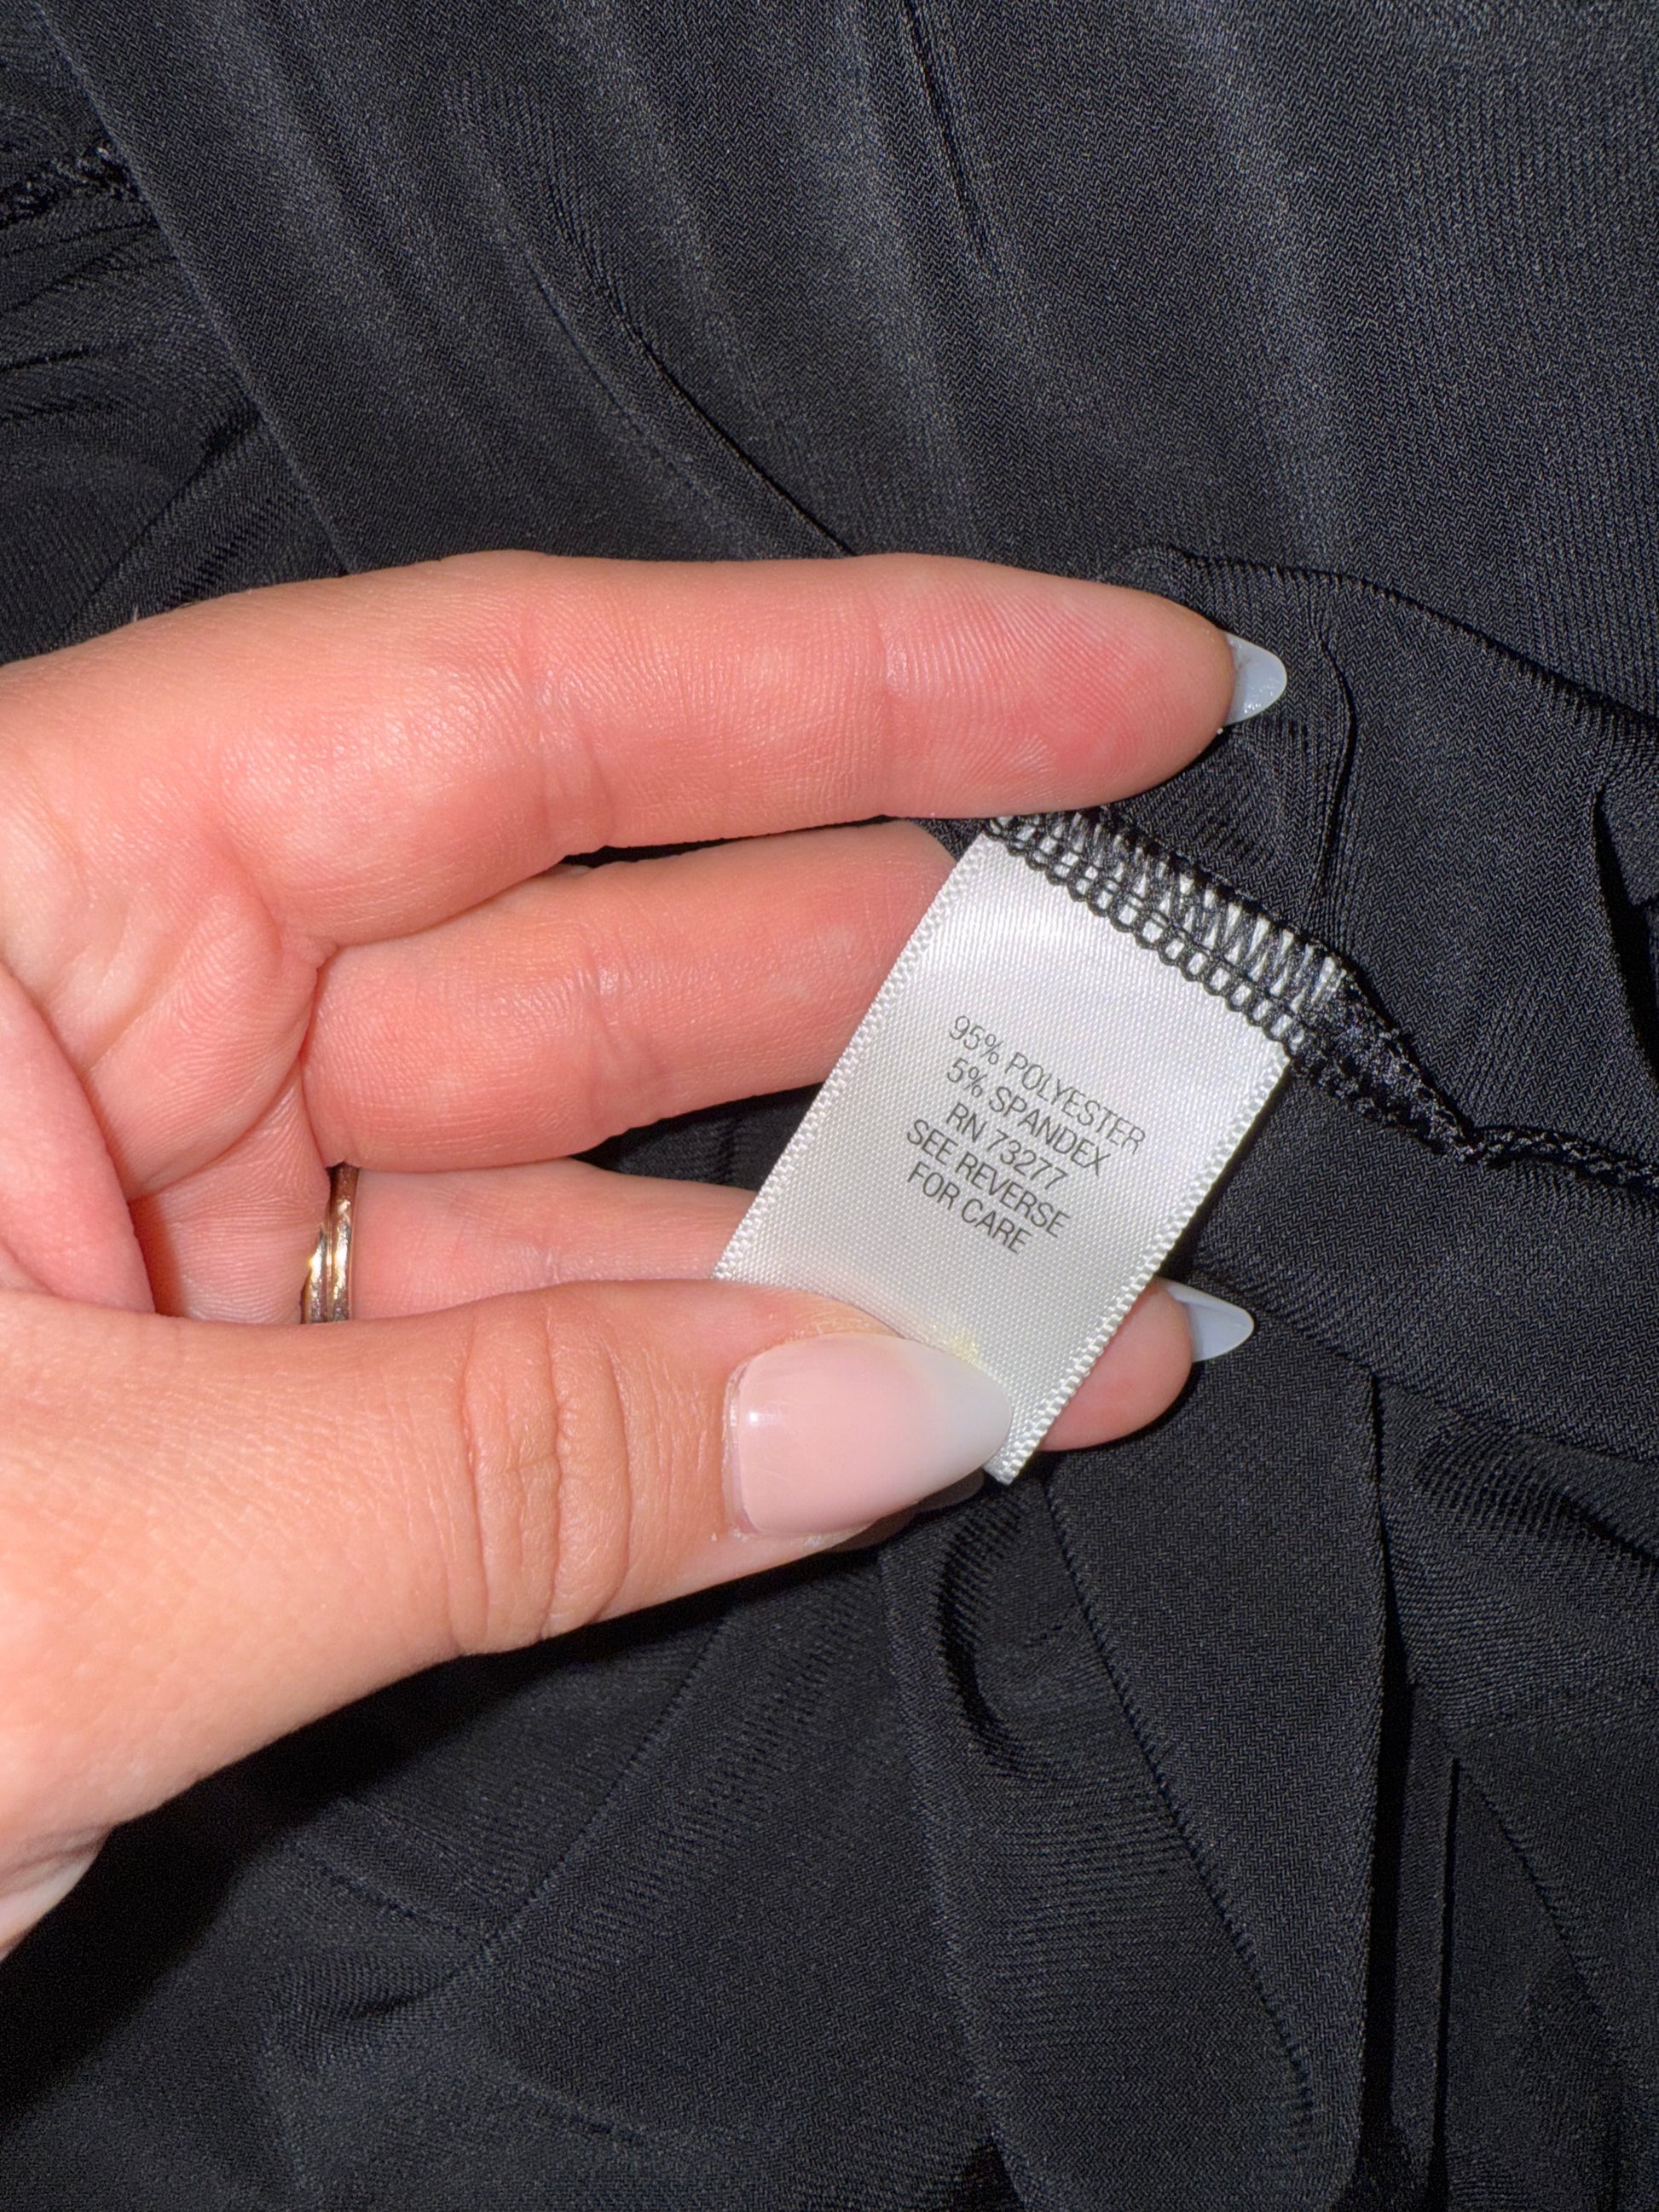 95% POLYESTER
5% SPANDEX
RN 73277
SEE REVERSE
FOR CARE